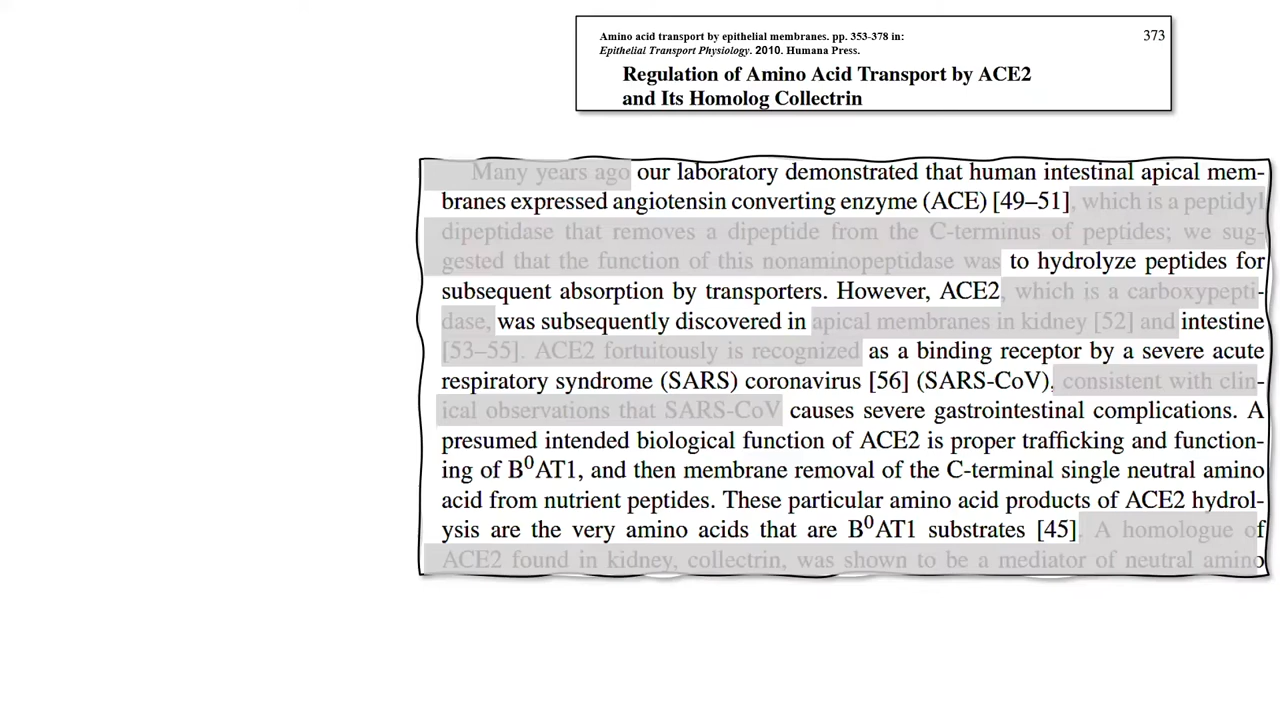 Amino acid transport by epithelial membranes. pp. 353-378 in:
373
Epithelial Transport Physiology. 2010. Humana Press.
Regulation of Amino Acid Transport by ACE2
and Its Homolog Collectrin
Many years ago our laboratory demonstrated that human intestinal apical mem-
branes expressed angiotensin converting enzyme (ACE) [49–51], which is a peptidyl
dipeptidase that removes a dipeptide from the C-terminus of peptides; we sug-
gested that the function of this nonaminopeptidase was to hydrolyze peptides for
subsequent absorption by transporters. However, ACE2, which is a carboxypepti-
dase, was subsequently discovered in apical membranes in kidney [52] and intestine
[53–55]. ACE2 fortuitously is recognized as a binding receptor by a severe acute
respiratory syndrome (SARS) coronavirus [56] (SARS-CoV), consistent with clin-
ical observations that SARS-CoV causes severe gastrointestinal complications. A
presumed intended biological function of ACE2 is proper trafficking and function-
ing of B⁰AT1, and then membrane removal of the C-terminal single neutral amino
acid from nutrient peptides. These particular amino acid products of ACE2 hydrol-
ysis are the very amino acids that are B⁰AT1 substrates [45]. A homologue of
ACE2 found in kidney, collectrin, was shown to be a mediator of neutral amino